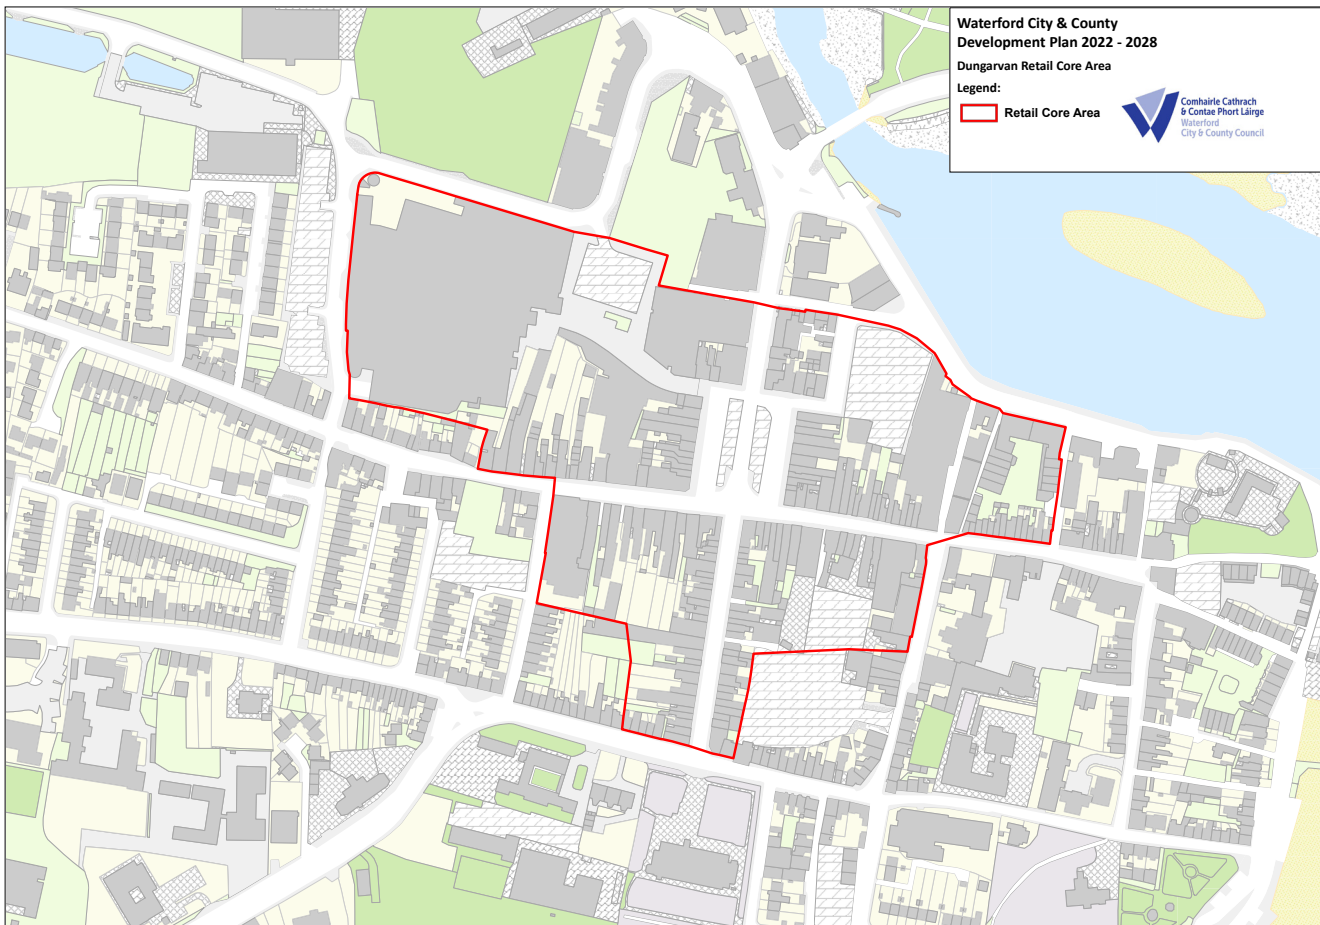 Waterford City & County
Development Plan 2022 - 2028
Dungarvan Retail Core Area
Legend:
Retail Core Area
Comhairle Cathrach
& Contae Phort Láirge
Waterford
City & County Council